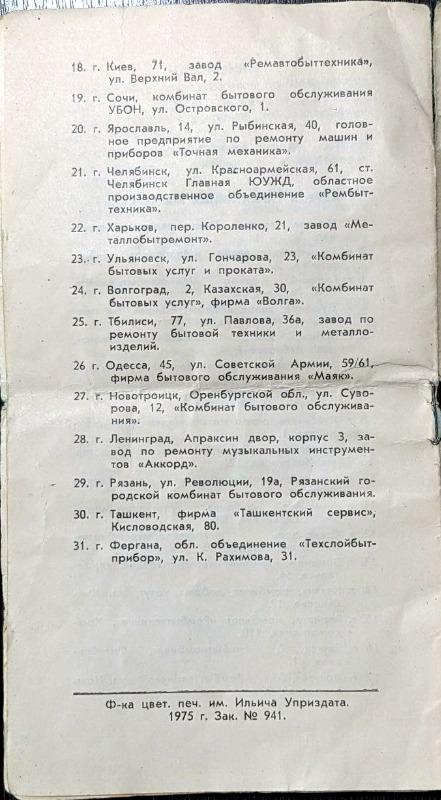 18. г. Киев, 71, завод «Ремавтобыттехника»,
ул. Верхний Вал, 2.
19. г. Сочи, комбинат бытового обслуживания
УБОН, ул. Островского, 1.
20. г. Ярославль, 14, ул. Рыбинская, 40, голов-
ное предприятие по ремонту машин и
приборов «Точная механика».
21. г. Челябинск, ул. Красноармейская, 61, ст.
Челябинск Главная ЮУЖД, областное
производственное объединение «Рембыт-
техника».
22. г. Харьков, пер. Короленко, 21, завод «Ме-
таллобытремонт».
23. г. Ульяновск, ул. Гончарова, 23, «Комбинат
бытовых услуг и проката».
24. г. Волгоград, 2, Казахская, 30, «Комбинат
бытовых услуг», фирма «Волга».
25. г. Тбилиси, 77, ул. Павлова, 36а, завод по
ремонту бытовой техники и металло-
изделий.
26 г. Одесса, 45, ул. Советской Армии, 59/61,
фирма бытового обслуживания «Маяк».
27. г. Новотроицк, Оренбургской обл., ул. Суво-
рова, 12, «Комбинат бытового обслужива-
ния».
28. г. Ленинград, Апраксин двор, корпус 3, за-
вод по ремонту музыкальных инструмен-
тов «Аккорд».
29. г. Рязань, ул. Революции, 19а, Рязанский го-
родской комбинат бытового обслуживания.
30. г. Ташкент, фирма «Ташкентский сервис»,
Кисловодская, 80.
31. г. Фергана, обл. объединение «Техслойбыт-
прибор», ул. К. Рахимова, 31.
Ф-ка цвет. печ. им. Ильича Уприздата.
1975 г. Зак. № 941.